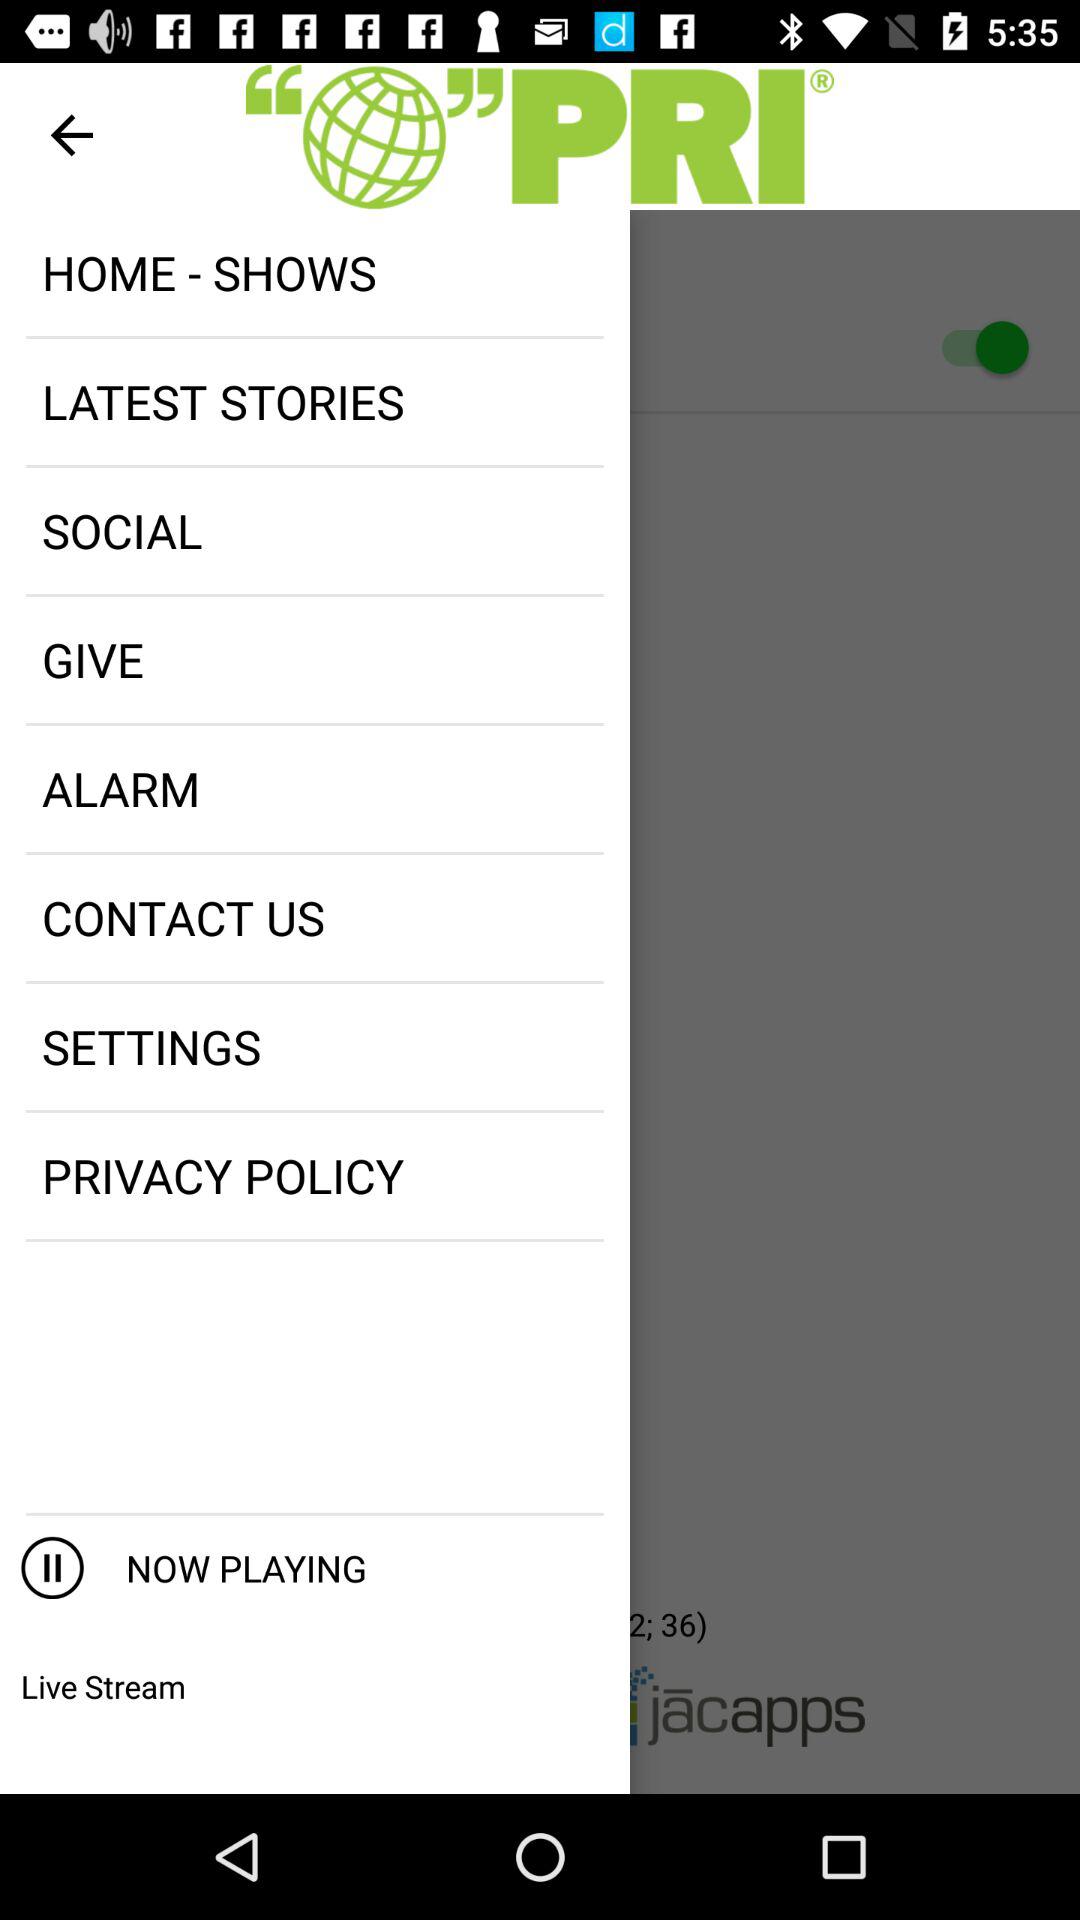 5:35
“ ” PRI®
HOME - SHOWS
LATEST STORIES
SOCIAL
GIVE
ALARM
CONTACT US
SETTINGS
PRIVACY POLICY
NOW PLAYING
2; 36)
Live Stream
jācapps